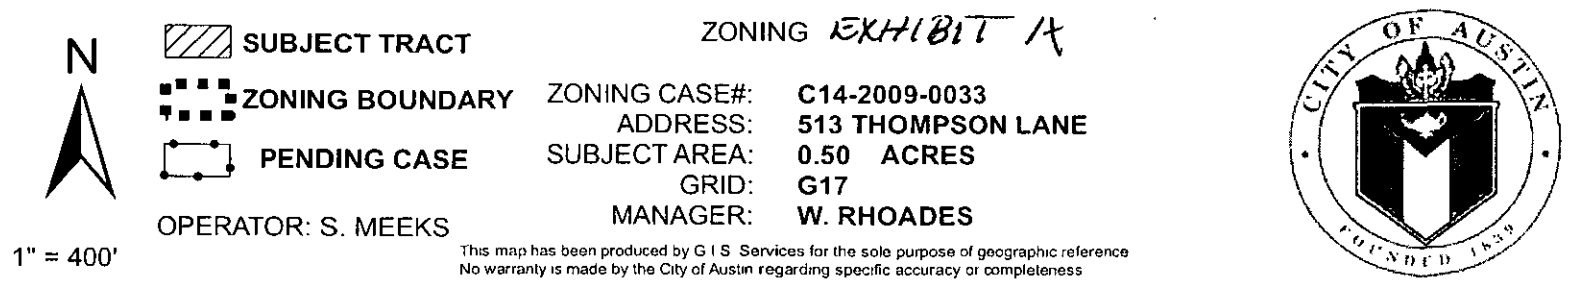 N
1" = 400'
SUBJECT TRACT
ZONING BOUNDARY
PENDING CASE
OPERATOR: S. MEEKS
ZONING EXHIBIT A
ZONING CASE#: C14-2009-0033
ADDRESS: 513 THOMPSON LANE
SUBJECT AREA: 0.50 ACRES
GRID: G17
MANAGER: W. RHOADES
This map has been produced by G I S Services for the sole purpose of geographic reference
No warranty is made by the City of Austin regarding specific accuracy or completeness
CITY OF AUSTIN
FOUNDED 1839